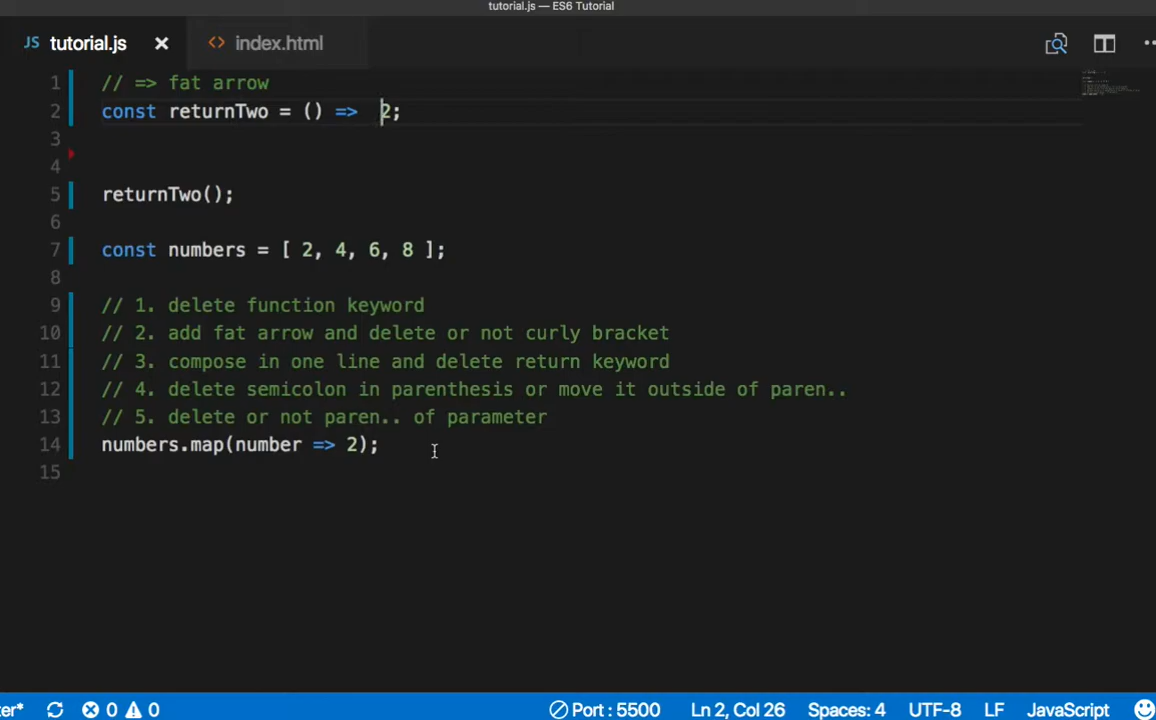 tutorial.js — ES6 Tutorial
JS tutorial.js × <> index.html
1 // => fat arrow
2 const returnTwo = () =>  2;
3
4
5 returnTwo();
6
7 const numbers = [ 2, 4, 6, 8 ];
8
9 // 1. delete function keyword
10 // 2. add fat arrow and delete or not curly bracket
11 // 3. compose in one line and delete return keyword
12 // 4. delete semicolon in parenthesis or move it outside of paren..
13 // 5. delete or not paren.. of parameter
14 numbers.map(number => 2);
15
ter* 0 0 Port : 5500 Ln 2, Col 26 Spaces: 4 UTF-8 LF JavaScript